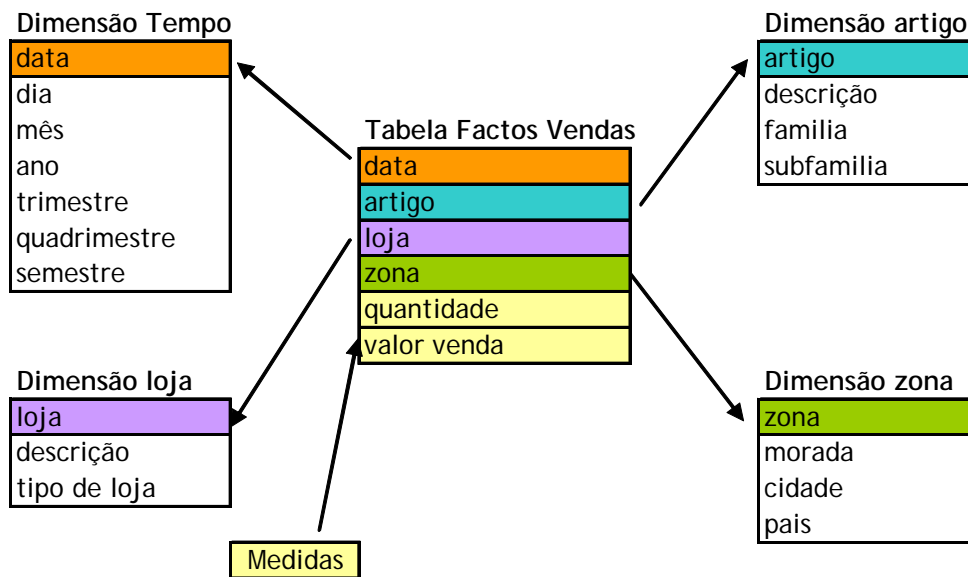 Dimensão Tempo
data
dia
mês
ano
trimestre
quadrimestre
semestre
Tabela Factos Vendas
data
artigo
loja
zona
quantidade
valor venda
Dimensão artigo
artigo
descrição
familia
subfamilia
Dimensão loja
loja
descrição
tipo de loja
Medidas
Dimensão zona
zona
morada
cidade
pais